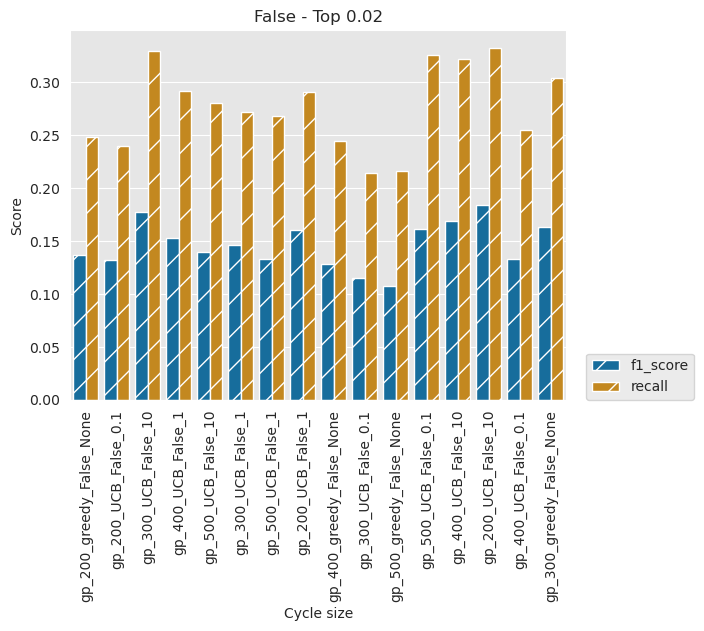 False - Top 0.02
Score
0.30
0.25
0.20
0.15
0.10
0.05
0.00
f1_score
recall
gp_200_greedy_False_None
gp_200_UCB_False_0.1
gp_300_UCB_False_10
gp_400_UCB_False_1
gp_500_UCB_False_10
gp_300_UCB_False_1
gp_500_UCB_False_1
gp_200_UCB_False_1
gp_400_greedy_False_None
gp_300_UCB_False_0.1
gp_500_greedy_False_None
gp_500_UCB_False_0.1
gp_400_UCB_False_10
gp_200_UCB_False_10
gp_400_UCB_False_0.1
gp_300_greedy_False_None
Cycle size